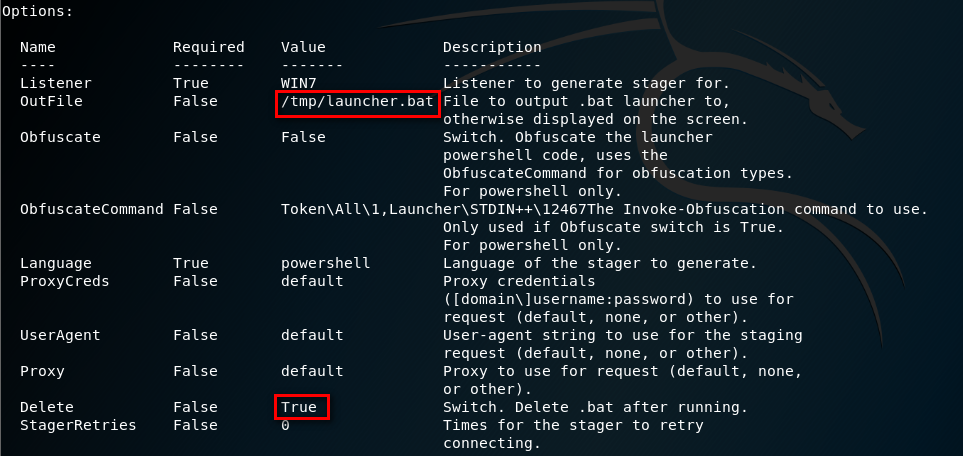 Options:
Name Required Value Description
---- -------- ------- -----------
Listener True WIN7 Listener to generate stager for.
OutFile False /tmp/launcher.bat File to output .bat launcher to,
otherwise displayed on the screen.
Obfuscate False False Switch. Obfuscate the launcher
powershell code, uses the
ObfuscateCommand for obfuscation types.
For powershell only.
ObfuscateCommand False Token\All\1,Launcher\STDIN++\12467The Invoke-Obfuscation command to use.
Only used if Obfuscate switch is True.
For powershell only.
Language True powershell Language of the stager to generate.
ProxyCreds False default Proxy credentials
([domain\]username:password) to use for
request (default, none, or other).
UserAgent False default User-agent string to use for the staging
request (default, none, or other).
Proxy False default Proxy to use for request (default, none,
or other).
Delete False True Switch. Delete .bat after running.
StagerRetries False 0 Times for the stager to retry
connecting.